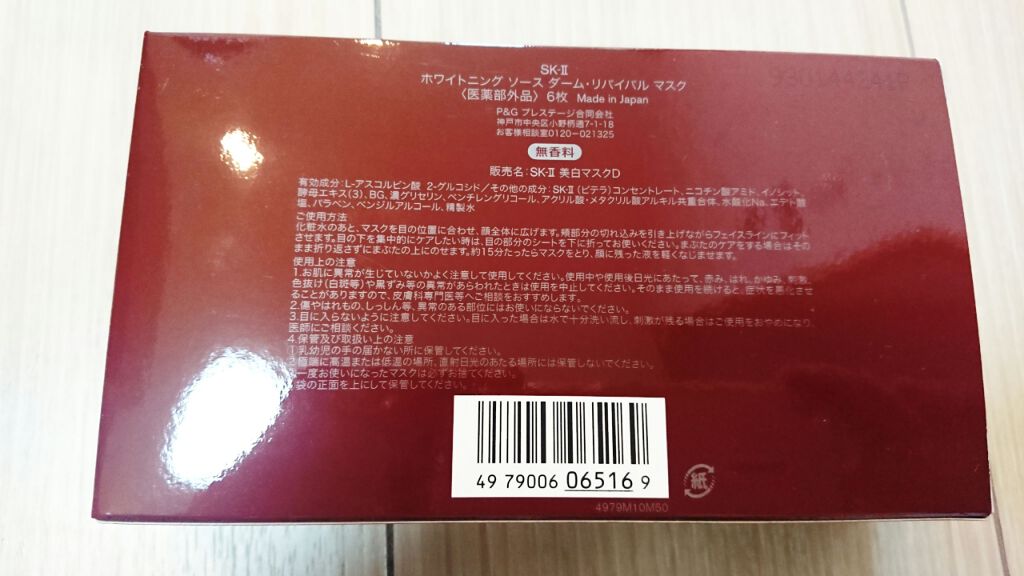 SK-Ⅱ
ホワイトニング ソース ダーム・リバイバル マスク
〈医薬部外品〉 6枚 Made in Japan
P&G プレステージ合同会社
神戸市中央区小野柄通7-1-18
お客様相談室0120-021325
無香料
販売名：SK-Ⅱ 美白マスクD
有効成分：L-アスコルビン酸 2-グルコシド／その他の成分：SK-Ⅱ（ピテラ）コンセントレート、ニコチン酸アミド、イノシット、
酵母エキス（3）、BG、濃グリセリン、ペンチレングリコール、アクリル酸・メタクリル酸アルキル共重合体、水酸化Na、エデト酸
塩、パラベン、ベンジルアルコール、精製水
ご使用方法
化粧水のあと、マスクを目の位置に合わせ、顔全体に広げます。頬部分の切れ込みを引き上げながらフェイスラインにフィット
させます。目の下を集中的にケアしたい時は、目の部分のシートを下に折ってお使いください。まぶたのケアをする場合はその
まま折り返さずにまぶたの上にのせます。約15分たったらマスクをとり、顔に残った液を軽くなじませます。
使用上の注意
1.お肌に異常が生じていないかよく注意して使用してください。使用中や使用後日光にあたって、赤み、はれ、かゆみ、刺激、
色抜け（白斑等）や黒ずみ等の異常があらわれたときは使用を中止してください。そのまま使用を続けると、症状を悪化させ
ることがありますので、皮膚科専門医等へご相談をおすすめします。
2.傷やはれもの、しっしん等、異常のある部位にはお使いにならないでください。
3.目に入らないように注意してください。目に入った場合は水で十分洗い流し、刺激が残る場合はご使用をおやめになり、
医師にご相談ください。
4.保管及び取扱い上の注意
1乳幼児の手の届かない所に保管してください。
2極端に高温または低温の場所、直射日光のあたる場所には保管しないでください。
一度お使いになったマスクは必ずお捨てください。
袋の正面を上にして保管してください。
49 79006 06516 9
紙
4979M10M50